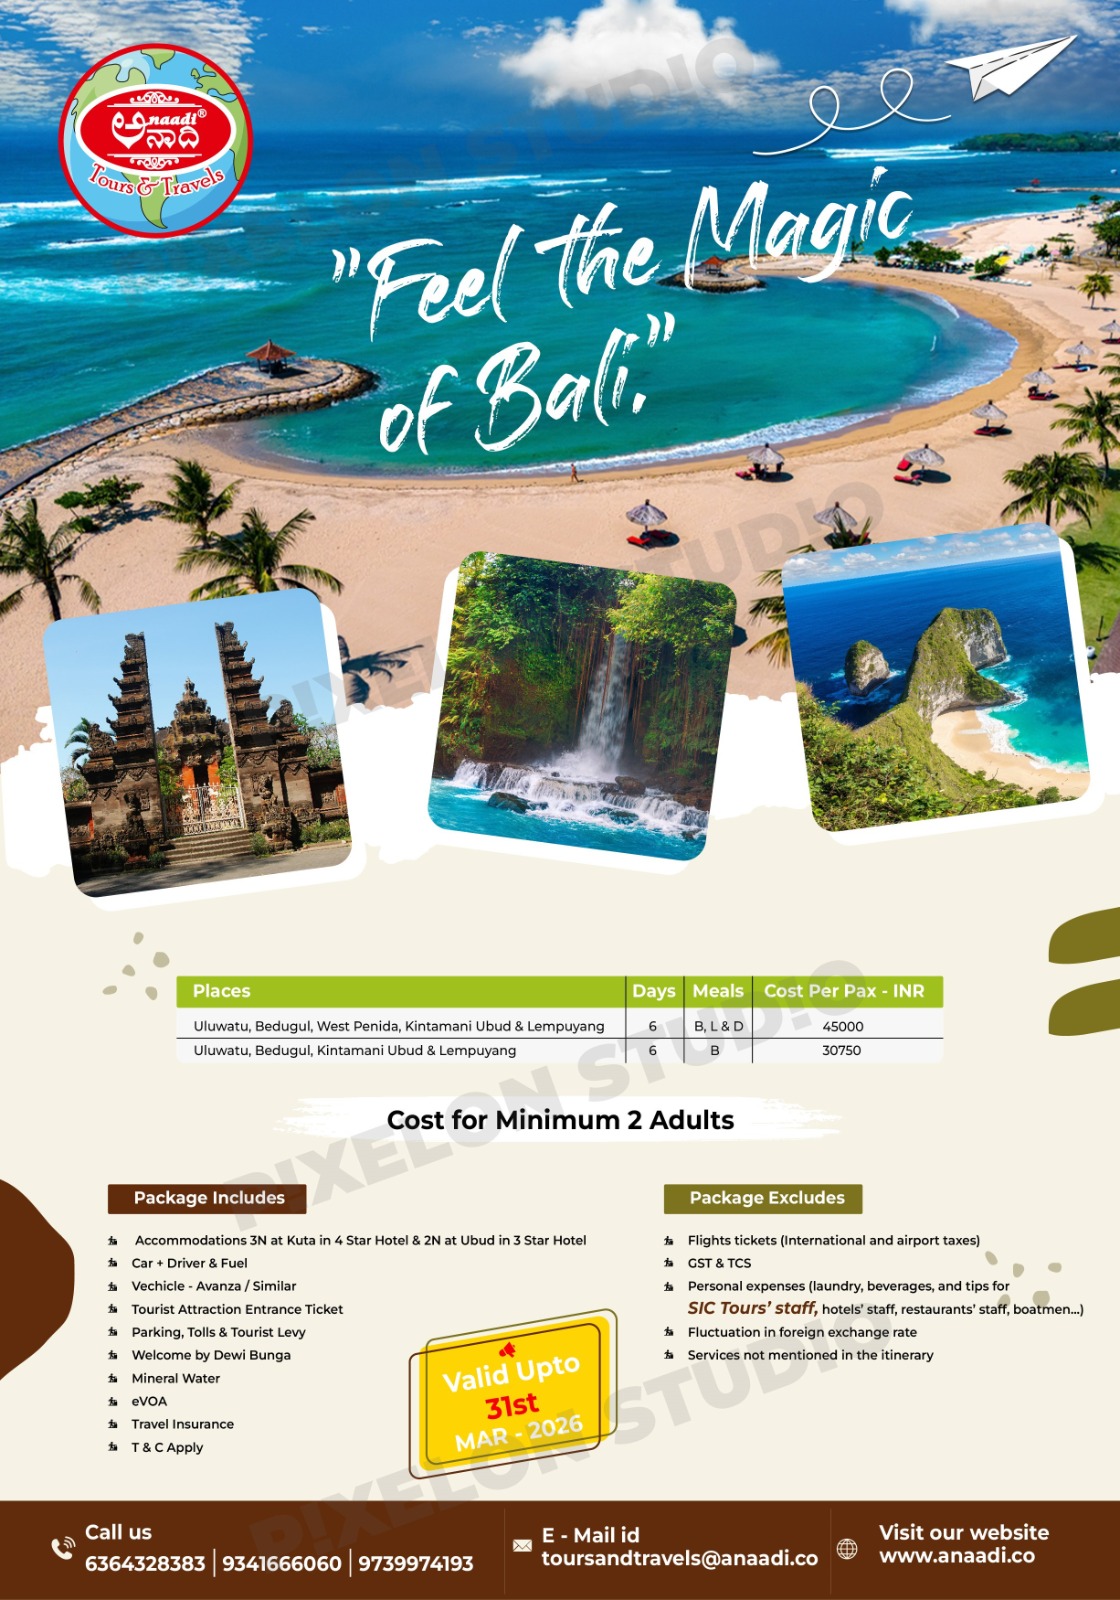 ಅnaadi®
ನಾದಿ
Tours & Travels
"Feel the Magic
of Bali."
Places Days Meals Cost Per Pax - INR
Uluwatu, Bedugul, West Penida, Kintamani Ubud & Lempuyang 6 B, L & D 45000
Uluwatu, Bedugul, Kintamani Ubud & Lempuyang 6 B 30750
Cost for Minimum 2 Adults
Package Includes
Accommodations 3N at Kuta in 4 Star Hotel & 2N at Ubud in 3 Star Hotel
Car + Driver & Fuel
Vechicle - Avanza / Similar
Tourist Attraction Entrance Ticket
Parking, Tolls & Tourist Levy
Welcome by Dewi Bunga
Mineral Water
eVOA
Travel Insurance
T & C Apply
Package Excludes
Flights tickets (International and airport taxes)
GST & TCS
Personal expenses (laundry, beverages, and tips for
SIC Tours' staff, hotels' staff, restaurants' staff, boatmen...)
Fluctuation in foreign exchange rate
Services not mentioned in the itinerary
Valid Upto
31st
MAR - 2026
Call us
6364328383 | 9341666060 | 9739974193
E - Mail id
toursandtravels@anaadi.co
Visit our website
www.anaadi.co
PIXELON STUDIO
PIXELON STUDIO
PIXELON STUDIO
PIXELON STUDIO